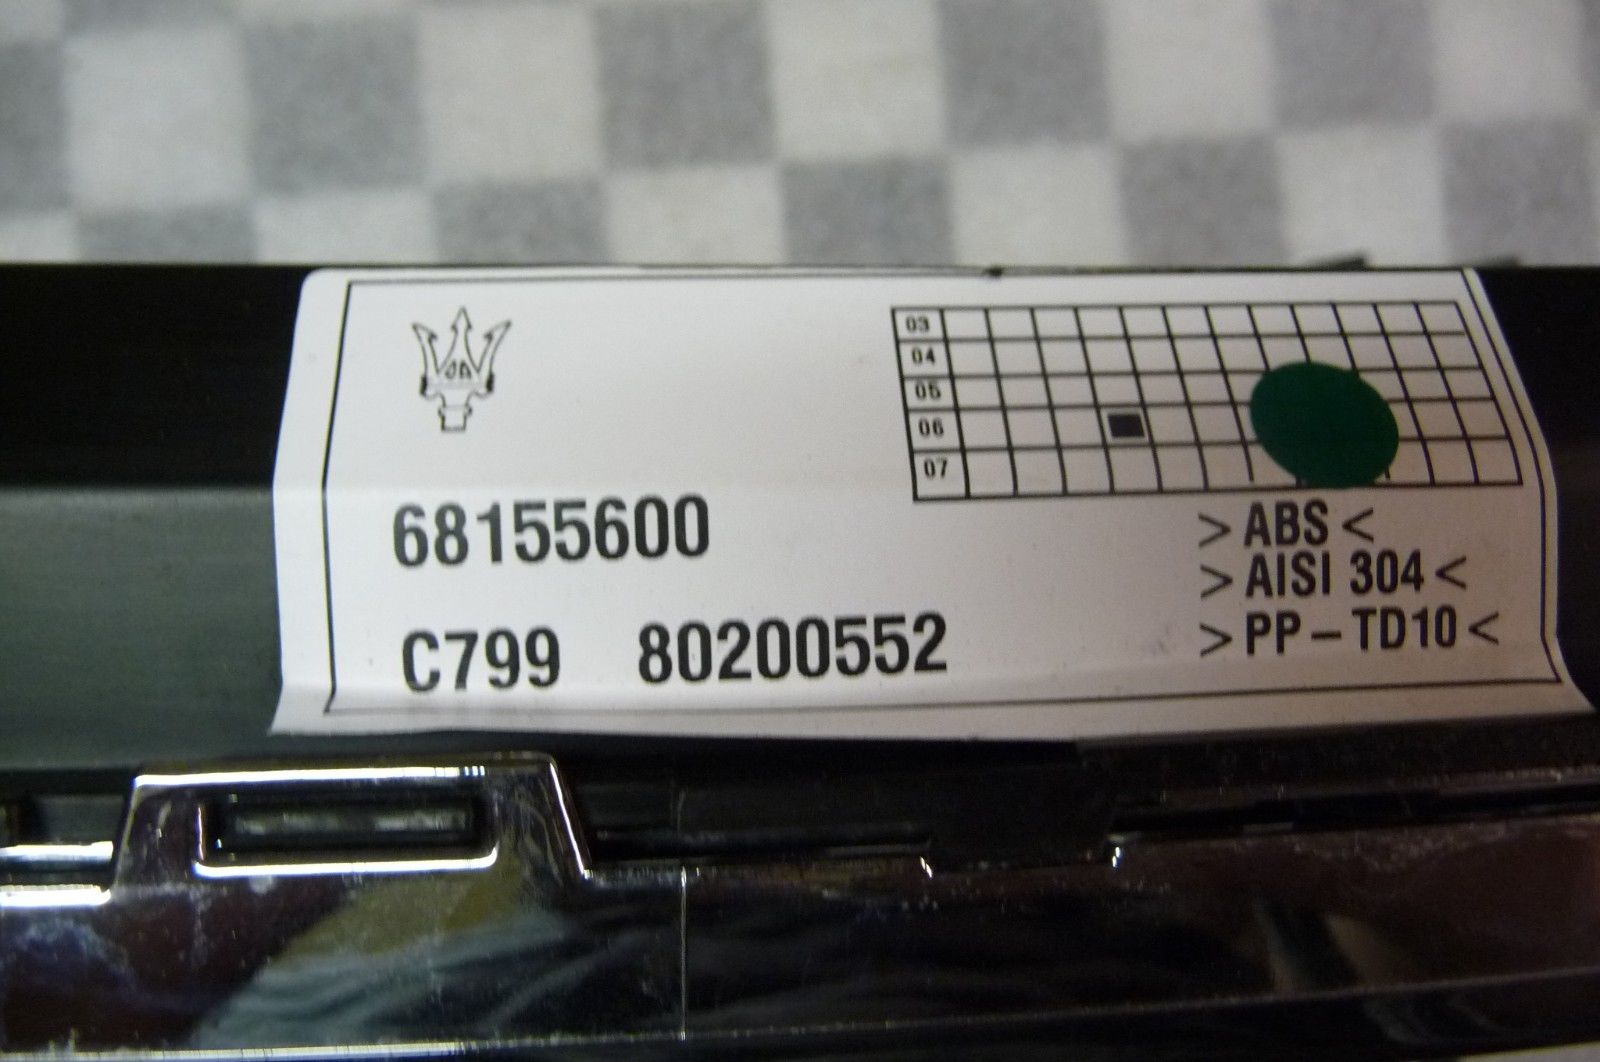 03
04
05
06
07
68155600
C799 80200552
> ABS <
> AISI 304 <
> PP – TD10 <